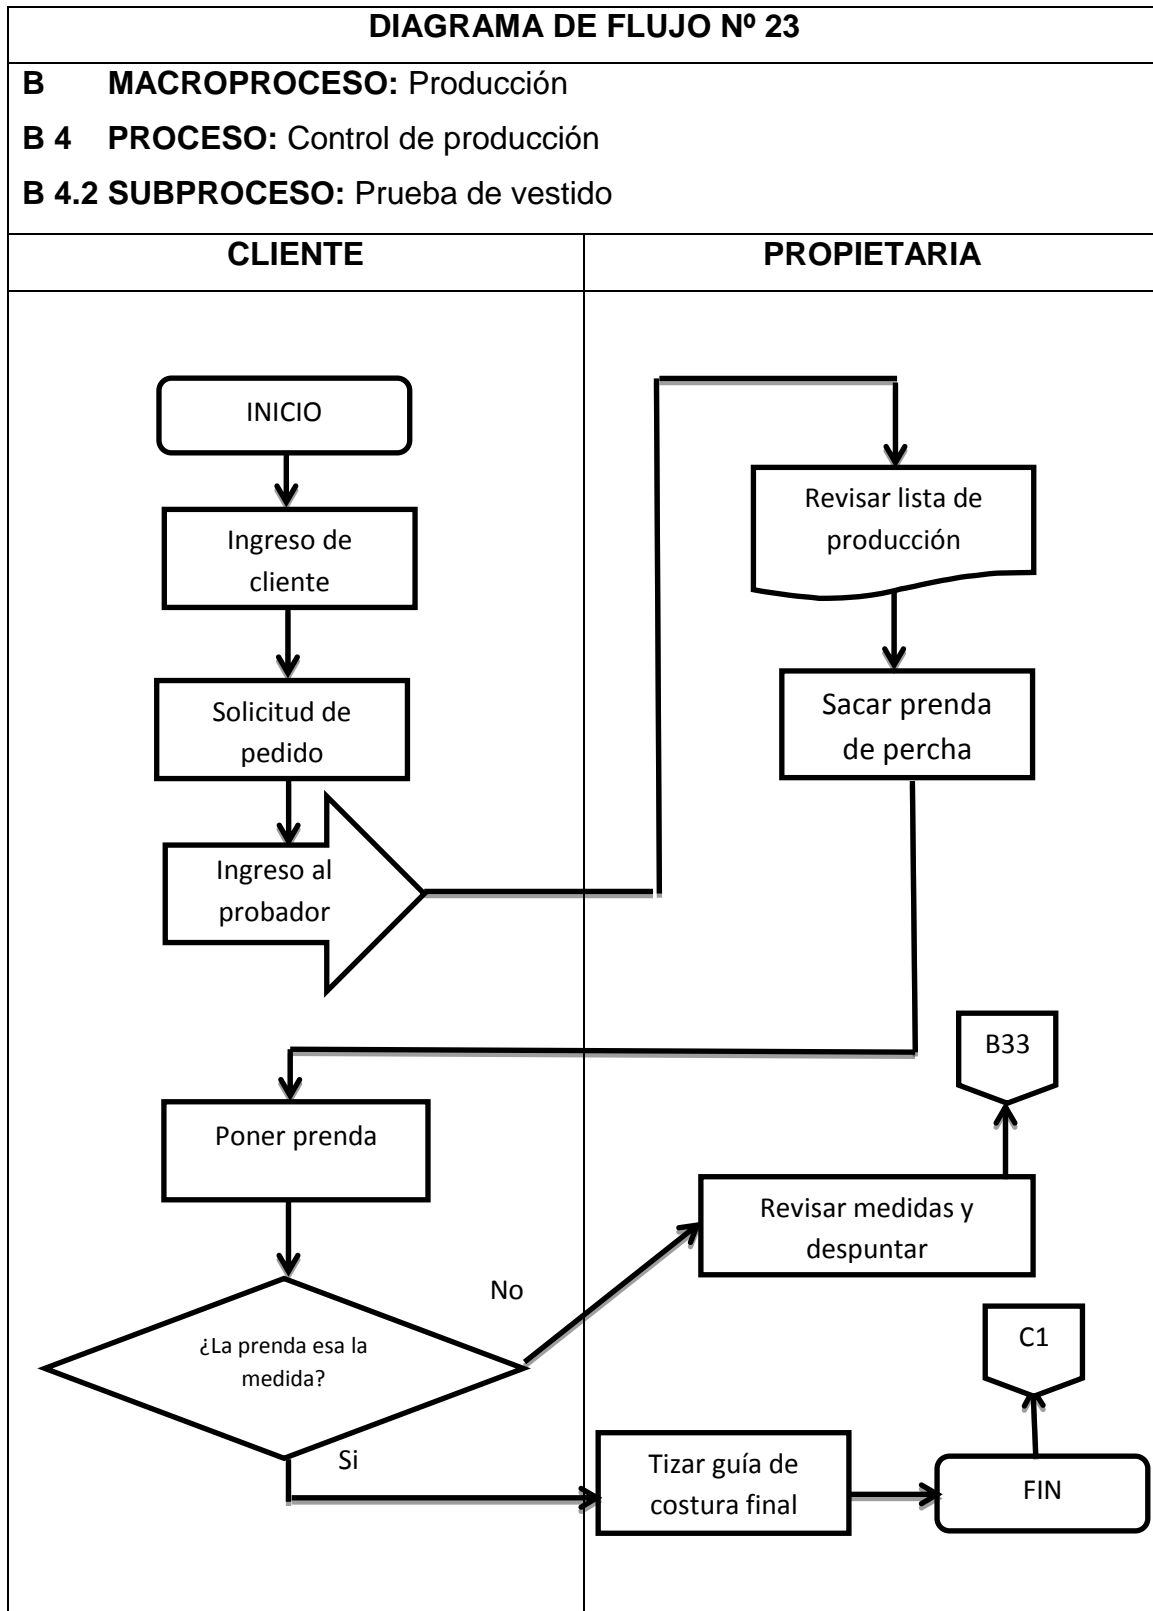 DIAGRAMA DE FLUJO Nº 23
B MACROPROCESO: Producción
B 4 PROCESO: Control de producción
B 4.2 SUBPROCESO: Prueba de vestido
CLIENTE
PROPIETARIA
INICIO
Ingreso de
cliente
Solicitud de
pedido
Ingreso al
probador
Revisar lista de
producción
Sacar prenda
de percha
Poner prenda
¿La prenda esa la
medida?
No
Revisar medidas y
despuntar
B33
Si
Tizar guía de
costura final
FIN
C1